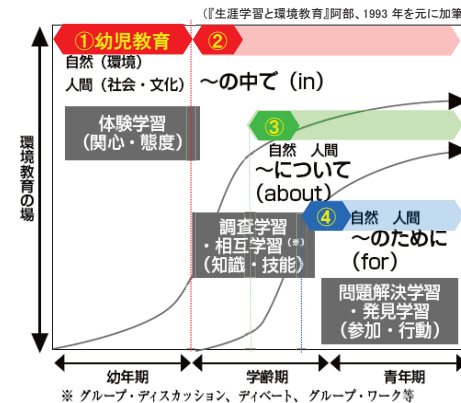 (『生涯学習と環境教育』阿部、1993 年を元に加筆
①幼児教育
②
自然（環境）
人間（社会・文化）
～の中で（in）
体験学習
（関心・態度）
③
自然 人間
～について
(about)
環境教育の場
調査学習
・相互学習(※)
（知識・技能）
④
自然 人間
～のために
(for)
問題解決学習
・発見学習
（参加・行動）
幼年期
学齢期
青年期
※ グループ・ディスカッション、ディベート、グループ・ワーク等